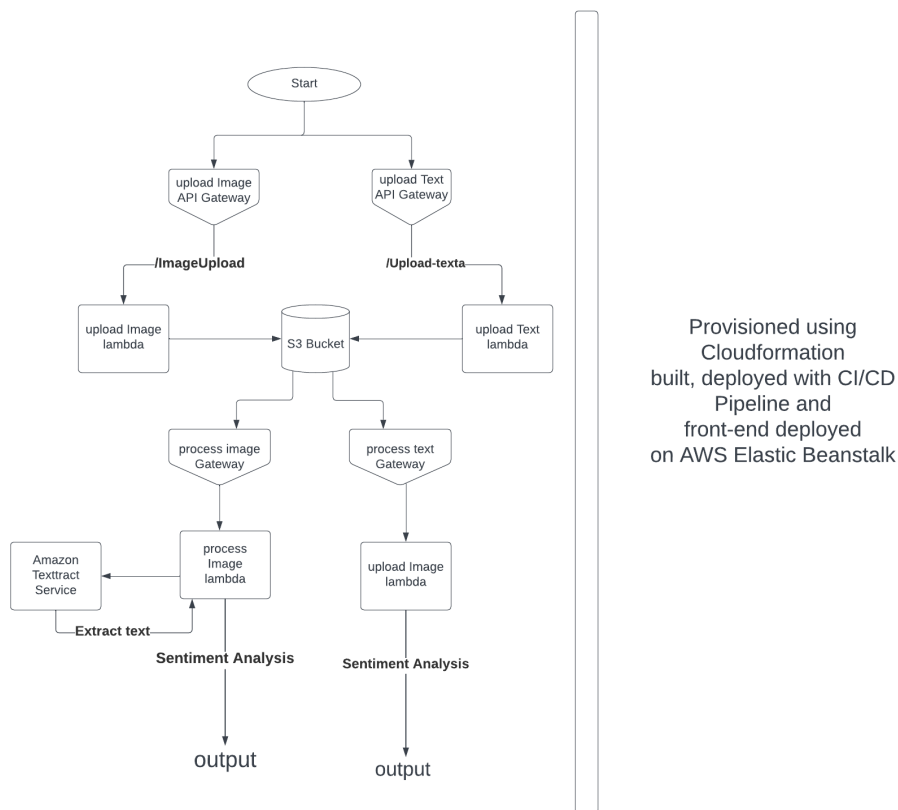 Start
upload Image
API Gateway
upload Text
API Gateway
/ImageUpload
/Upload-texta
upload Image
lambda
S3 Bucket
upload Text
lambda
process image
Gateway
process text
Gateway
Amazon
Texttract
Service
process
Image
lambda
upload Image
lambda
Extract text
Sentiment Analysis
Sentiment Analysis
output
output
Provisioned using
Cloudformation
built, deployed with CI/CD
Pipeline and
front-end deployed
on AWS Elastic Beanstalk